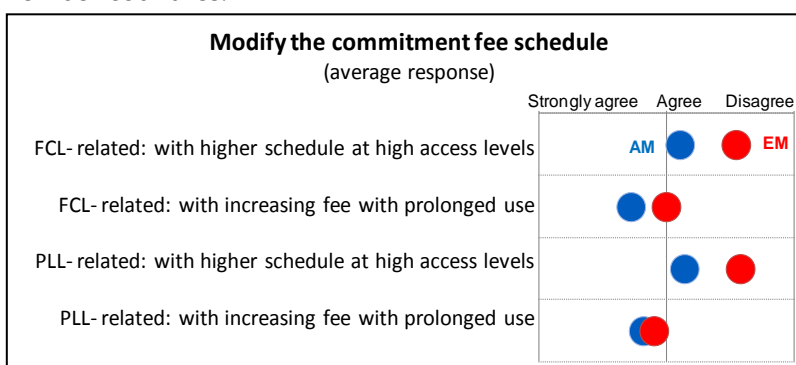 Modify the commitment fee schedule
(average response)
Strongly agree Agree Disagree
FCL- related: with higher schedule at high access levels AM EM
FCL- related: with increasing fee with prolonged use
PLL- related: with higher schedule at high access levels
PLL- related: with increasing fee with prolonged use